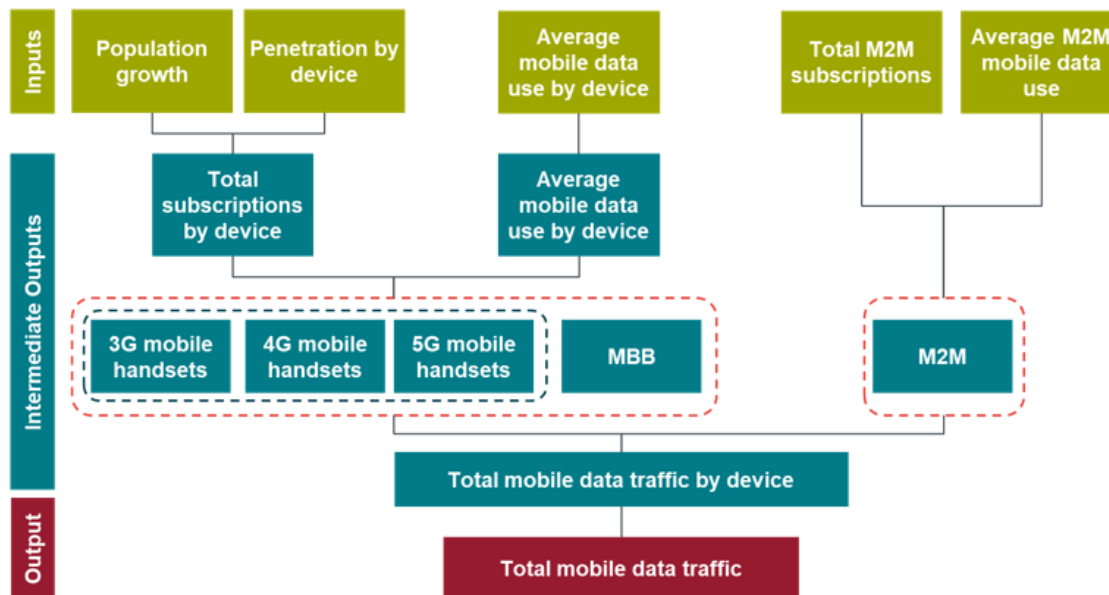 Inputs
Population
growth
Penetration by
device
Average
mobile data
use by device
Total M2M
subscriptions
Average M2M
mobile data
use
Intermediate Outputs
Total
subscriptions
by device
Average
mobile data
use by device
3G mobile
handsets
4G mobile
handsets
5G mobile
handsets
MBB
M2M
Total mobile data traffic by device
Output
Total mobile data traffic